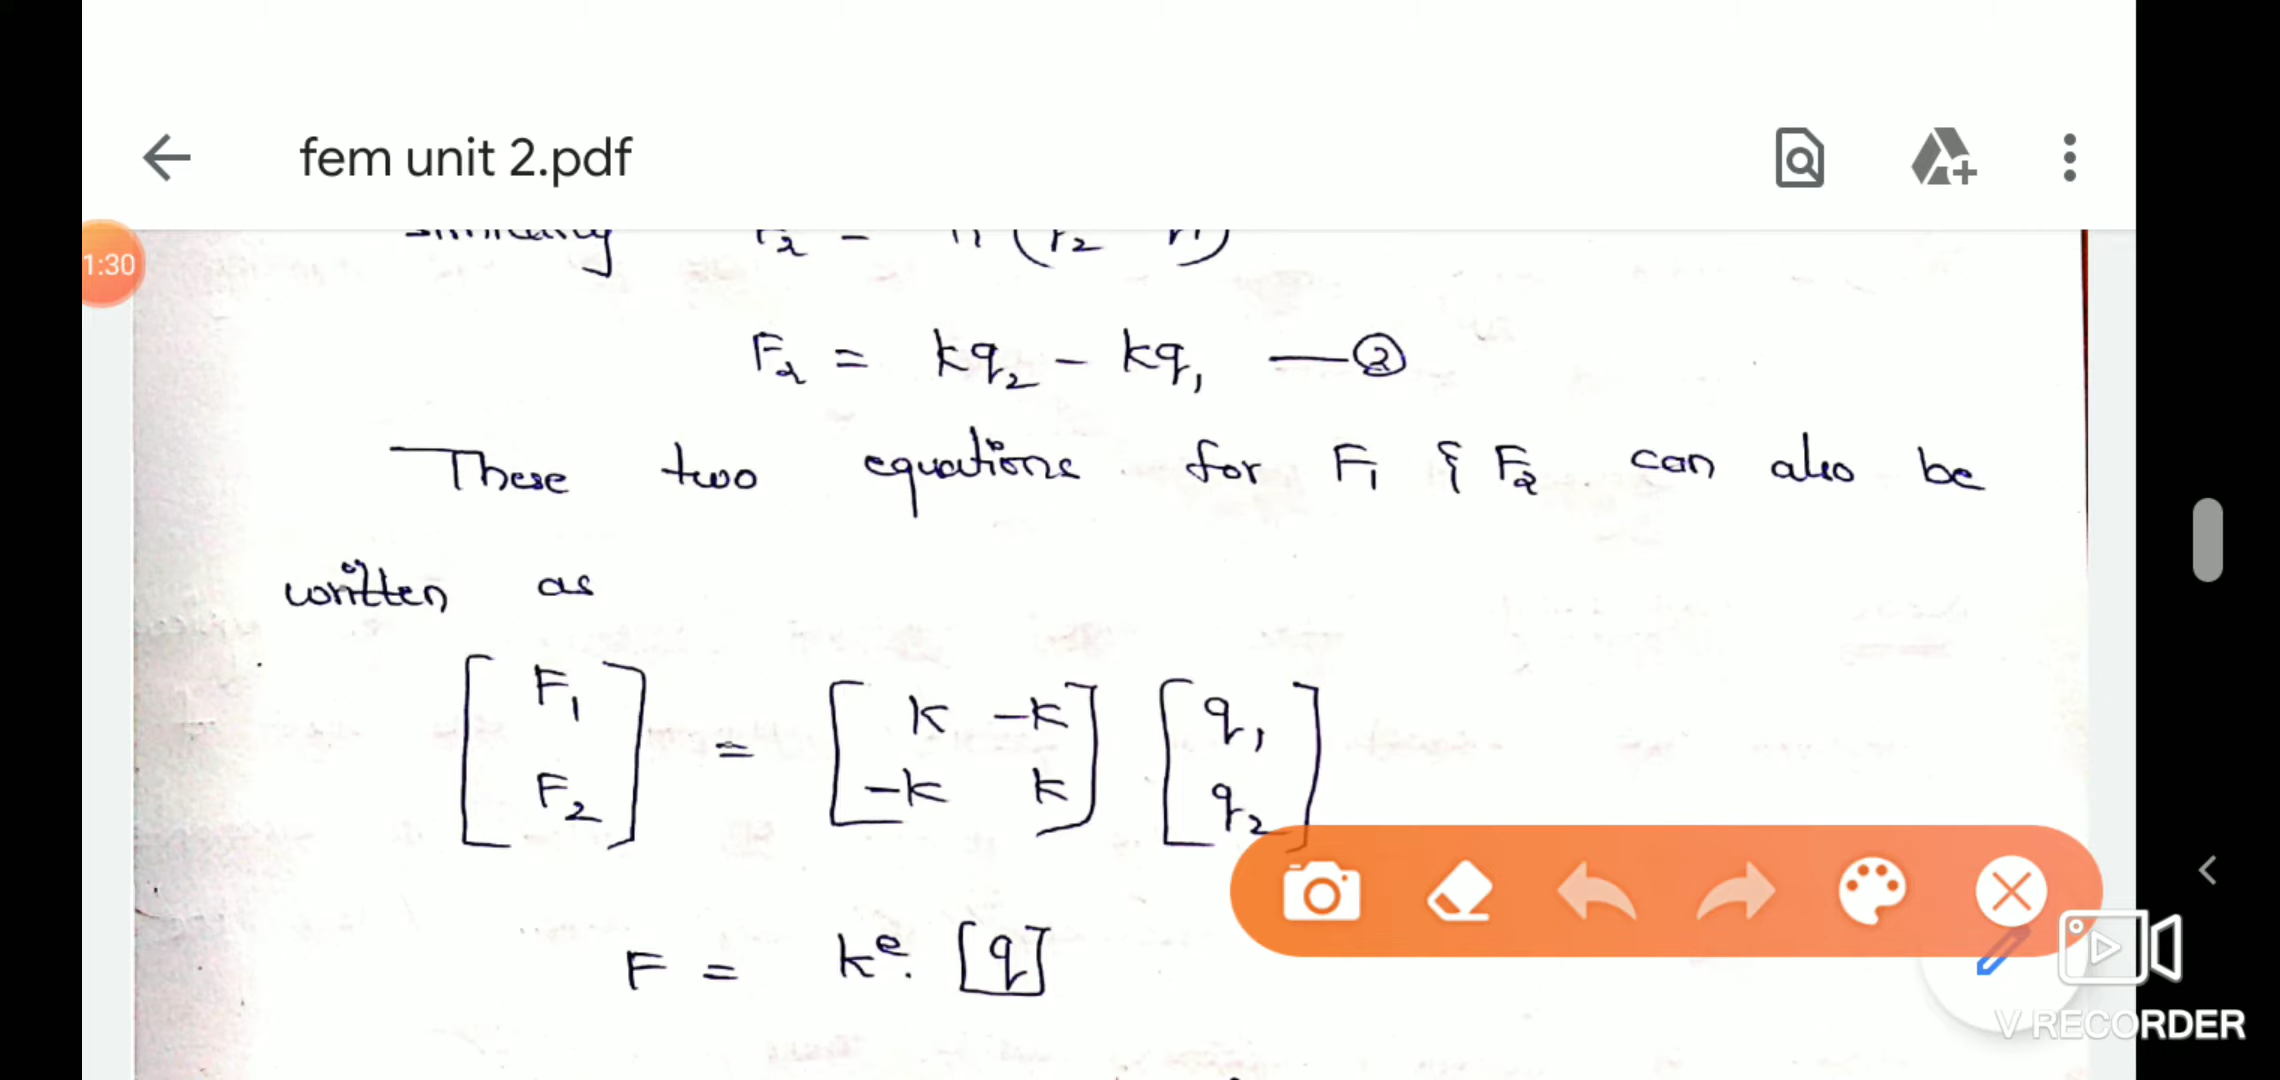 fem unit 2.pdf
1:30
F₂ = kq₂ - kq₁ —②
These two equations for F₁ & F₂ can also be
written as
[F₁ F₂] = [k -k -k k] [q₁ q₂]
F = kᵉ. [q]
V RECORDER